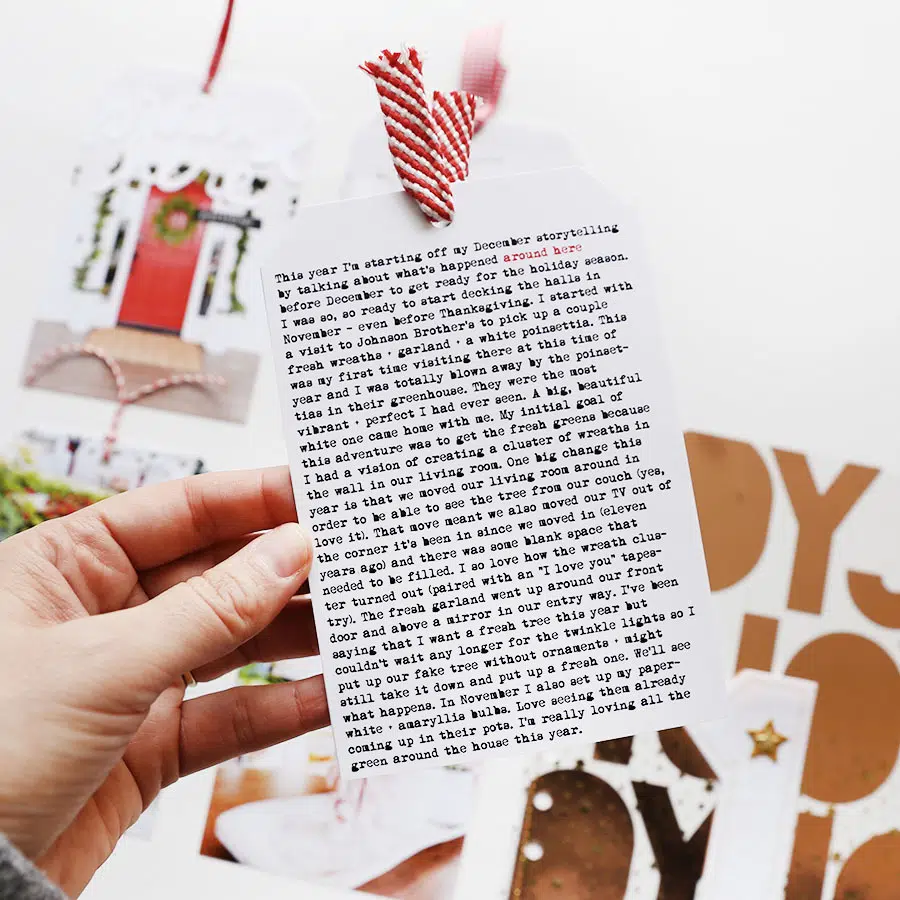 This year I'm starting off my December storytelling
by talking about what's happened around here
before December to get ready for the holiday season.
I was so, so ready to start decking the halls in
November - even before Thanksgiving. I started with
a visit to Johnson Brother's to pick up a couple
fresh wreaths + garland + a white poinsettia. This
was my first time visiting there at this time of
year and I was totally blown away by the poinset-
tias in their greenhouse. They were the most
vibrant + perfect I had ever seen. A big, beautiful
white one came home with me. My initial goal of
this adventure was to get the fresh greens because
I had a vision of creating a cluster of wreaths in
the wall in our living room. One big change this
year is that we moved our living room around in
order to be able to see the tree from our couch (yes,
love it). That move meant we also moved our TV out of
the corner it's been in since we moved in (eleven
years ago) and there was some blank space that
needed to be filled. I so love how the wreath clus-
ter turned out (paired with an "I love you" tapes-
try). The fresh garland went up around our front
door and above a mirror in our entry way. I've been
saying that I want a fresh tree this year but
couldn't wait any longer for the twinkle lights so I
put up our fake tree without ornaments + might
still take it down and put up a fresh one. We'll see
what happens. In November I also set up my paper-
white + amaryllis bulbs. Love seeing them already
coming up in their pots. I'm really loving all the
green around the house this year.